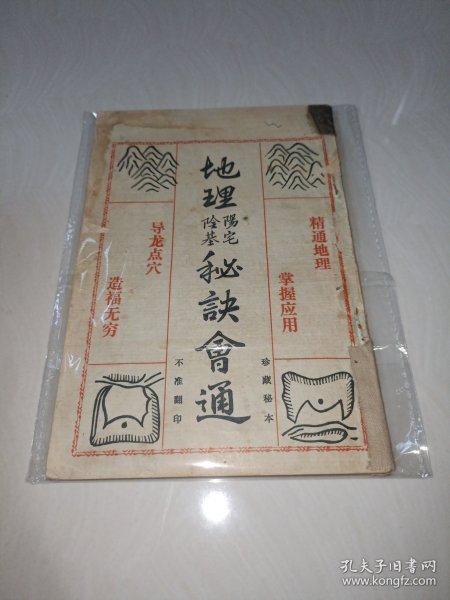 精通地理
掌握应用
珍藏秘本
地理陽宅陰基秘訣會通
导龙点穴
造福无穷
不准翻印
孔夫子旧书网
www.kongfz.com